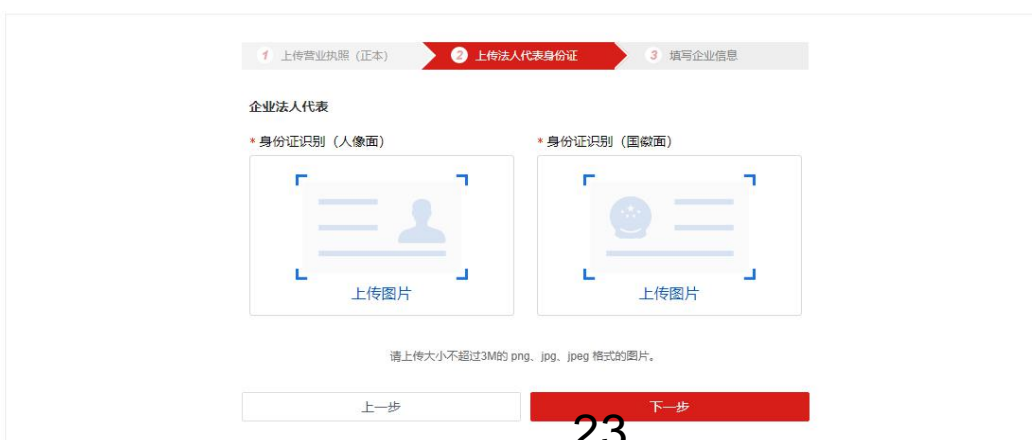 1 上传营业执照（正本） 2 上传法人代表身份证 3 填写企业信息
企业法人代表
* 身份证识别（人像面） * 身份证识别（国徽面）
上传图片 上传图片
请上传大小不超过3M的 png、jpg、jpeg 格式的图片。
上一步 下一步
23